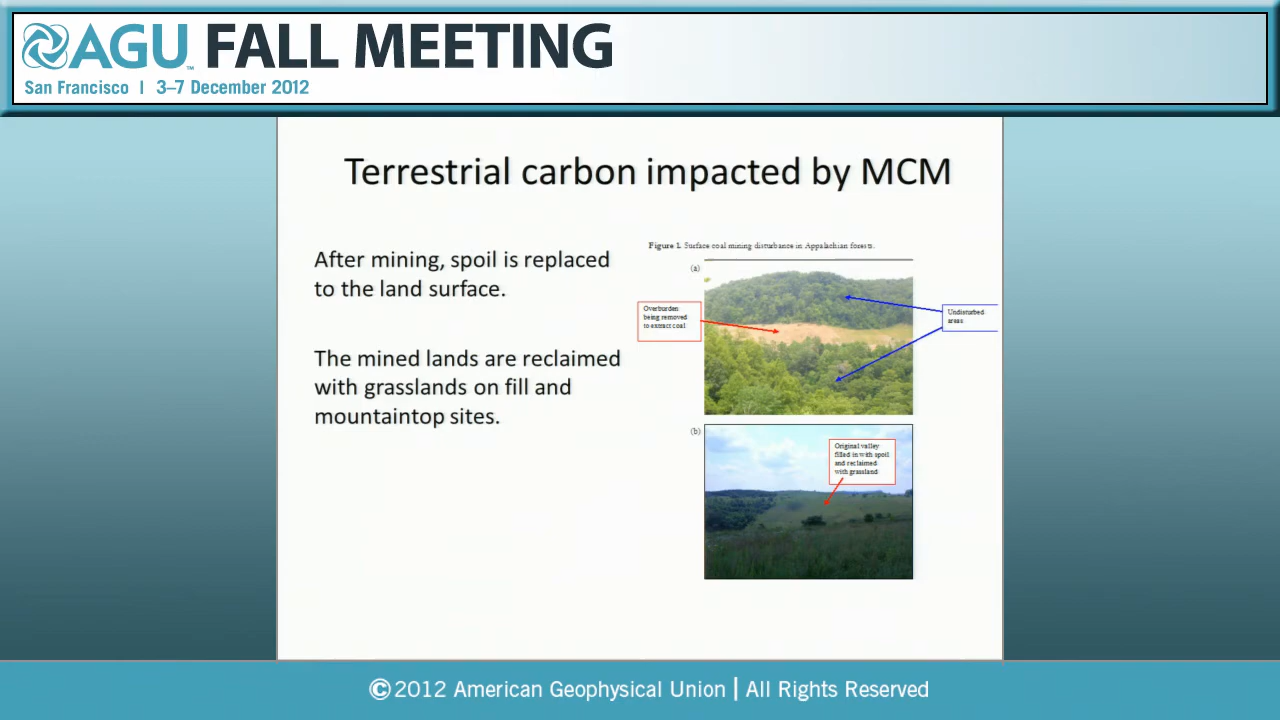 AGU FALL MEETING
San Francisco | 3–7 December 2012
Terrestrial carbon impacted by MCM
After mining, spoil is replaced
to the land surface.
The mined lands are reclaimed
with grasslands on fill and
mountaintop sites.
Figure 1. Surface coal mining disturbance in Appalachian forests.
(a)
Overburden
being removed
to extract coal
Undisturbed
areas
(b)
Original valley
filled in with spoil
and reclaimed
with grassland
©2012 American Geophysical Union | All Rights Reserved